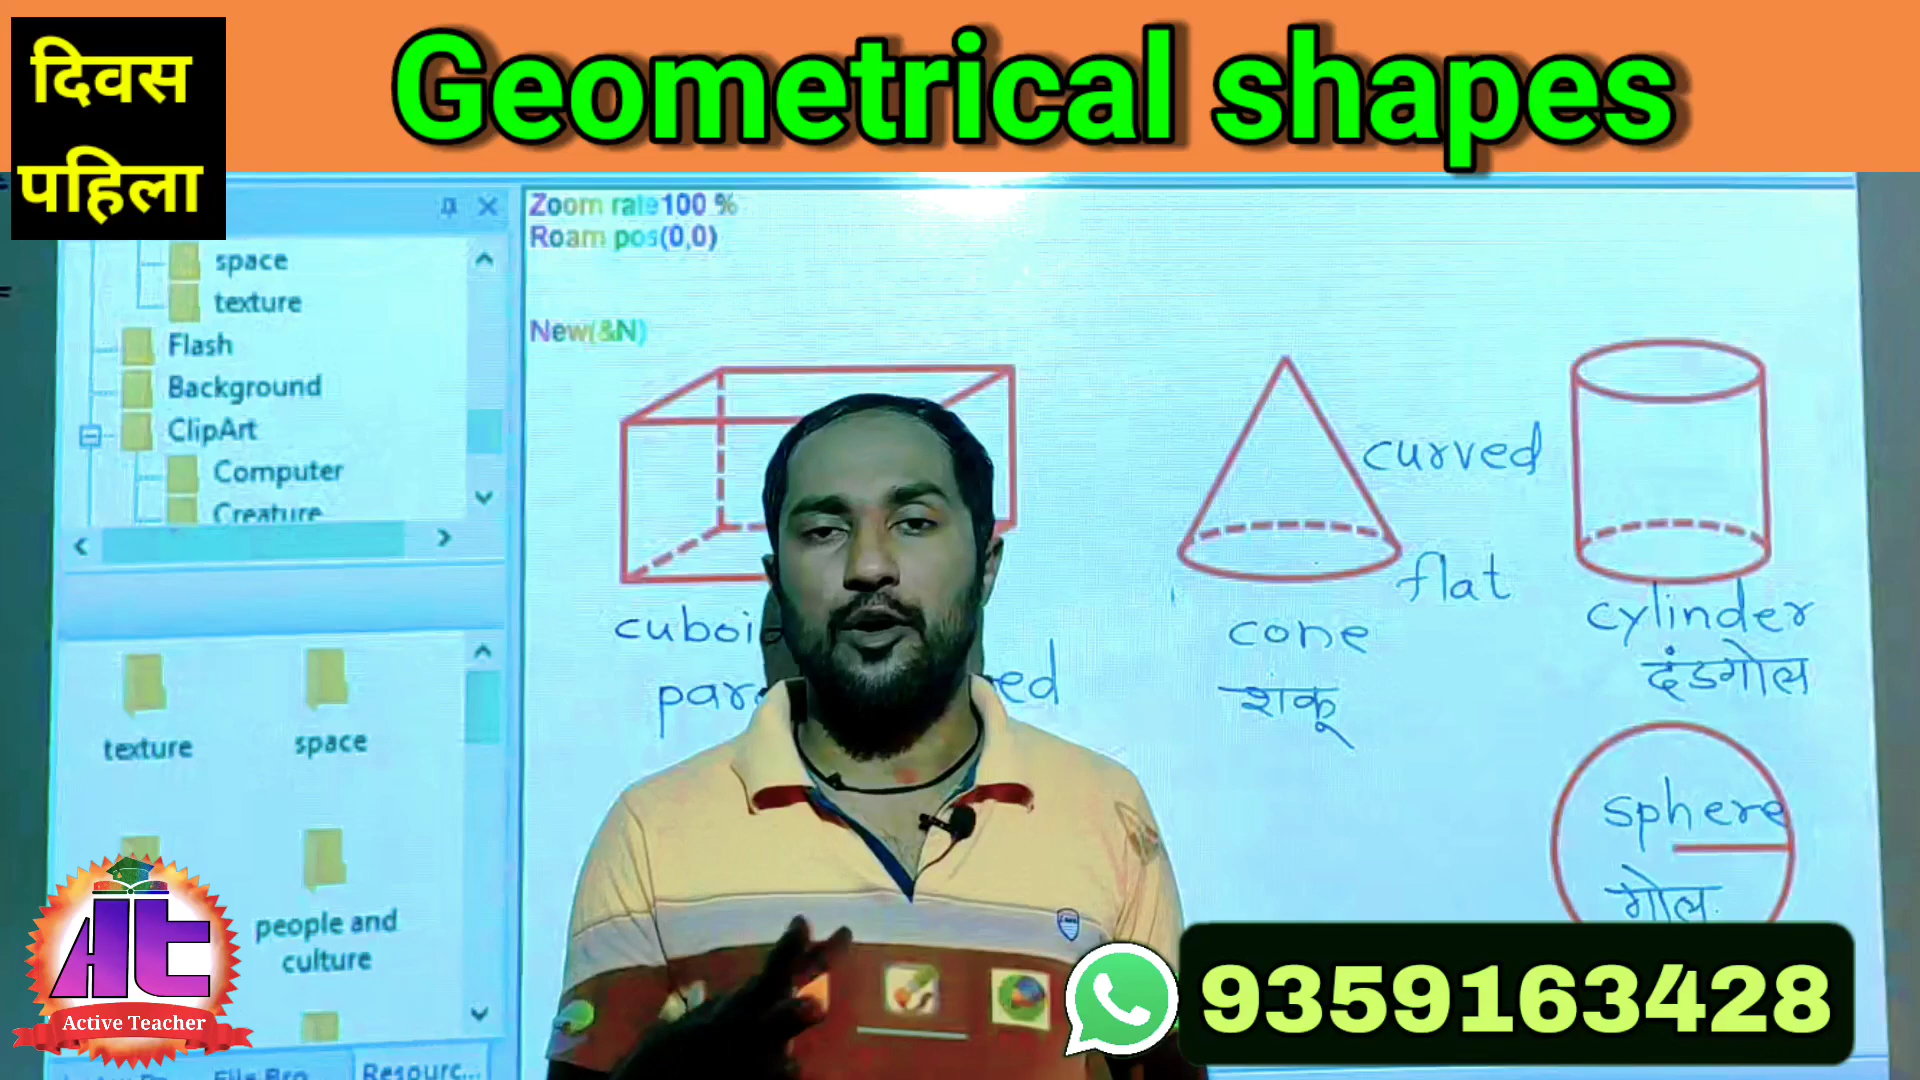 दिवस
पहिला
Geometrical shapes
Zoom rate100 %
Roam pos(0,0)
New(&N)
space
texture
Flash
Background
ClipArt
Computer
Creature
texture
space
people and
culture
Resourc...
curved
flat
cone
शंकू
cylinder
दंडगोल
sphere
गोल
Active Teacher
9359163428